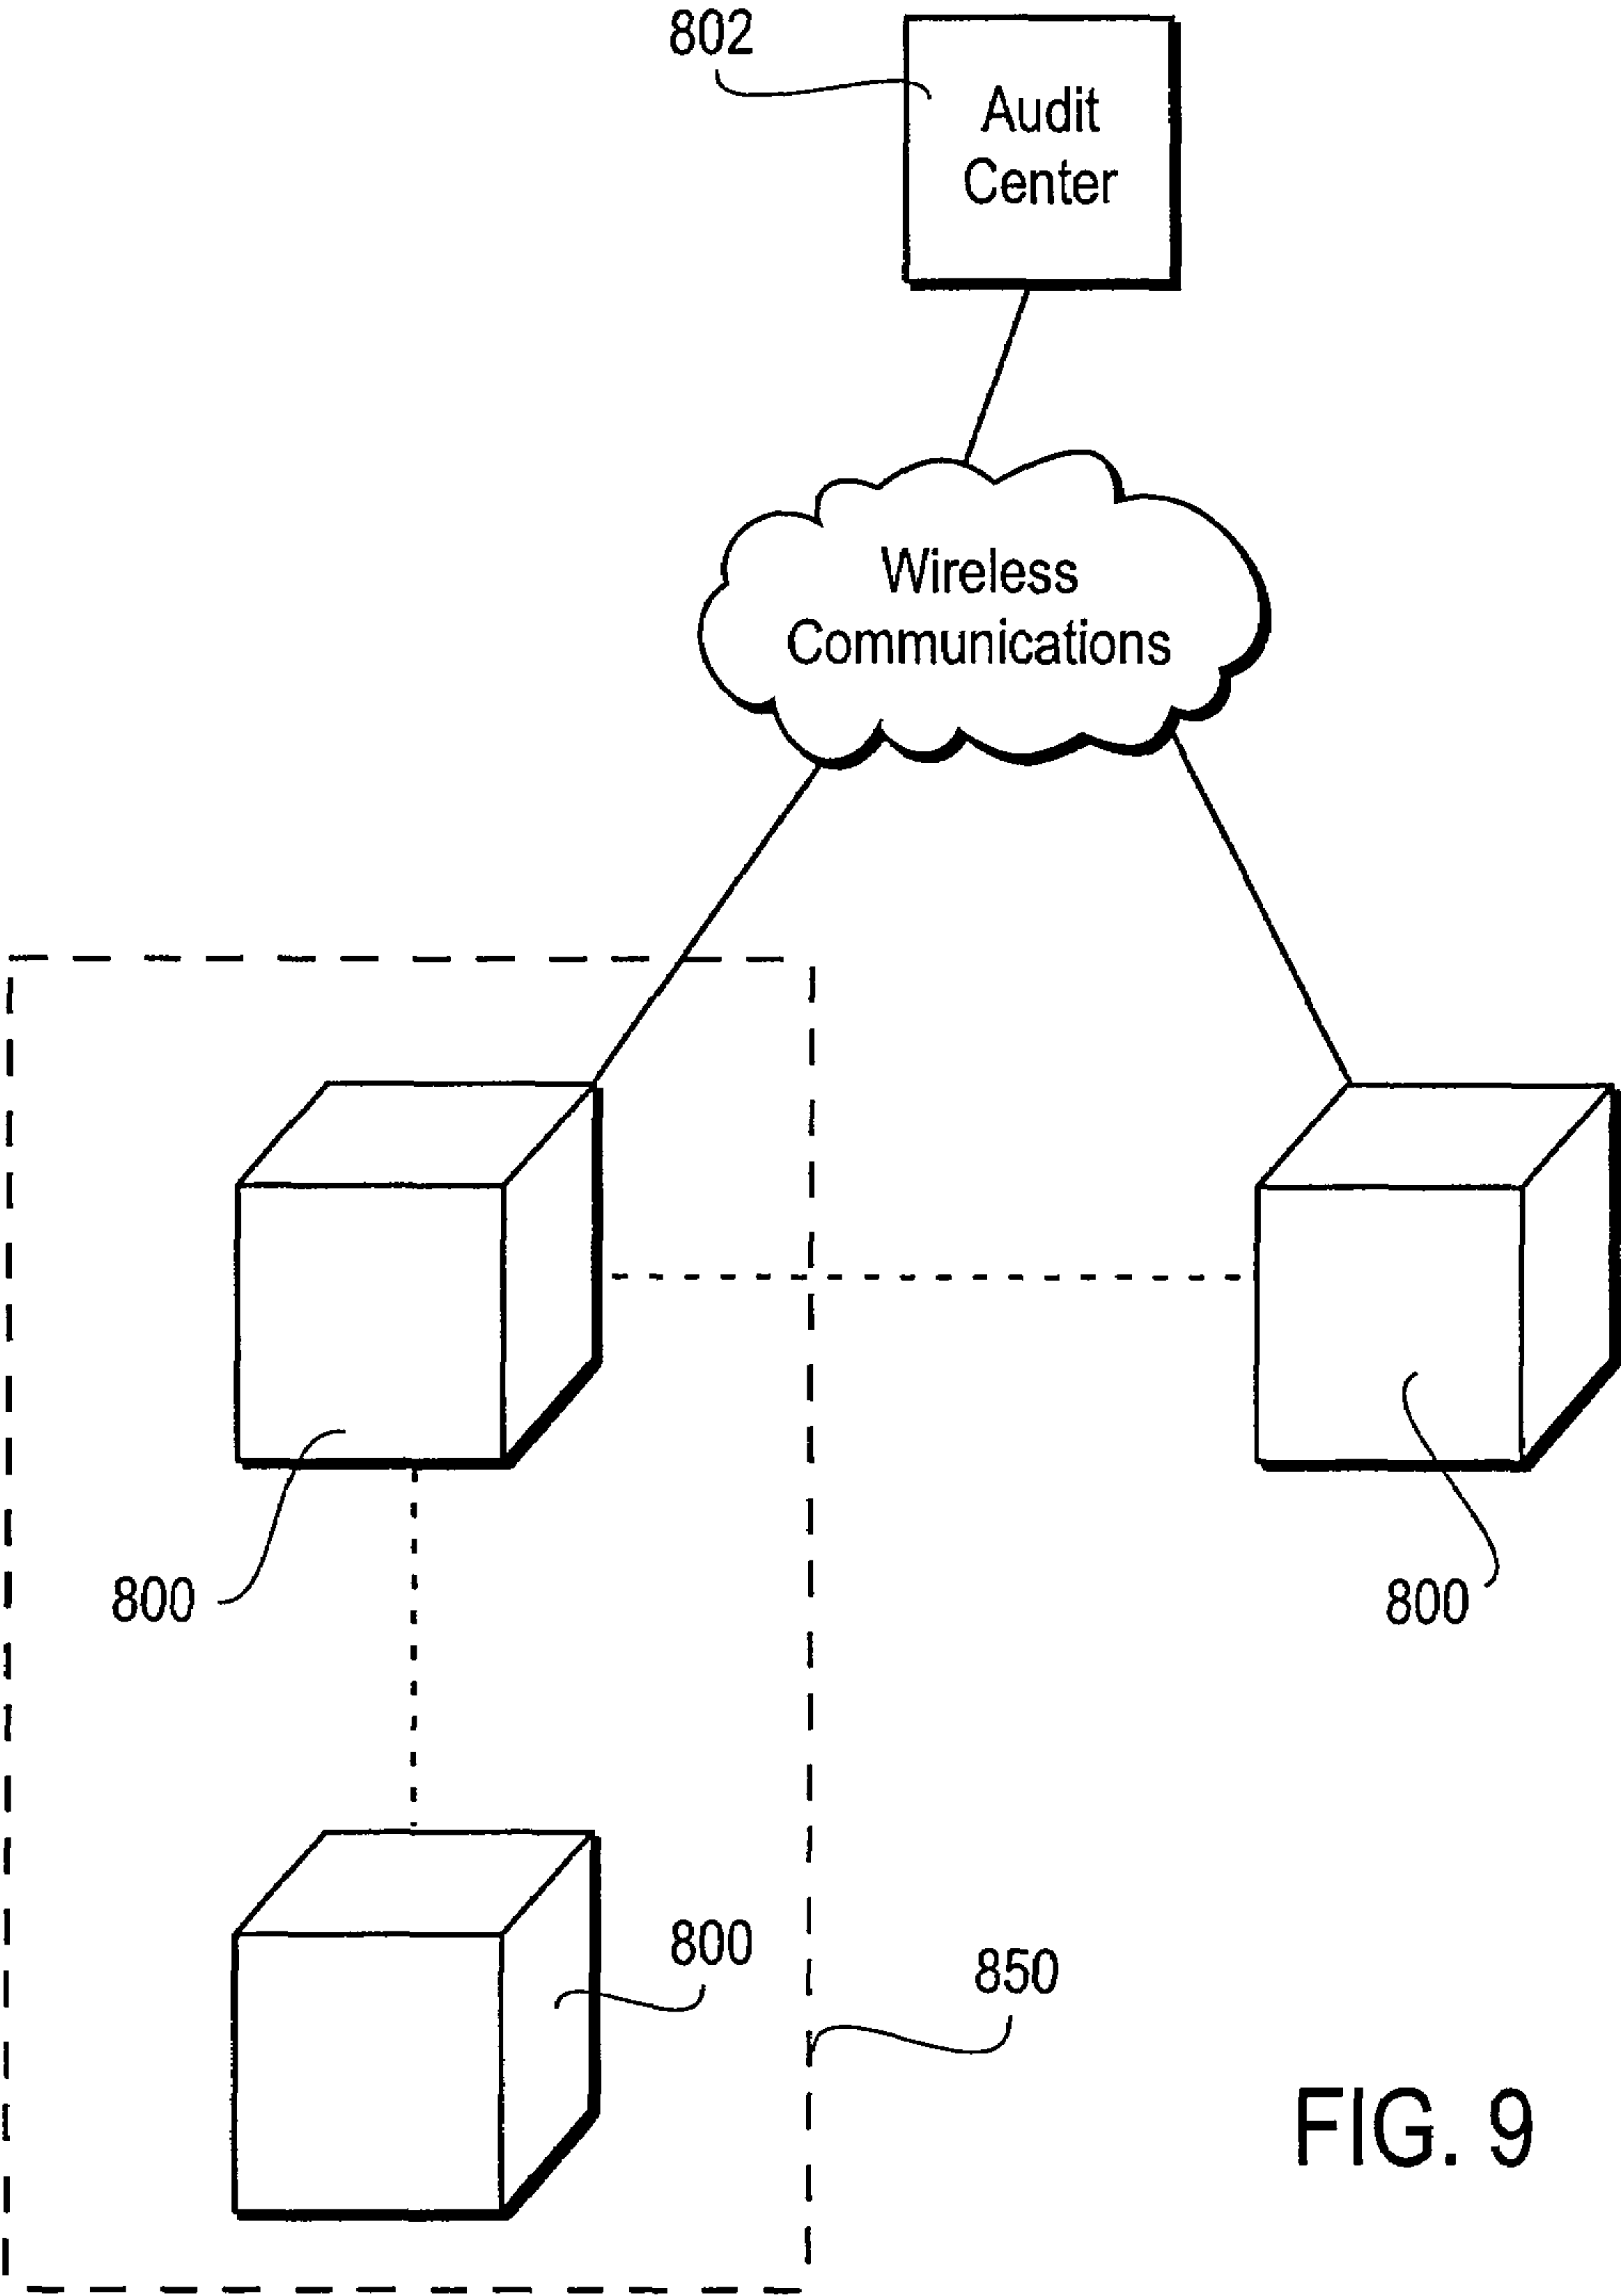 802
Audit
Center
Wireless
Communications
800
800
800
850
FIG. 9